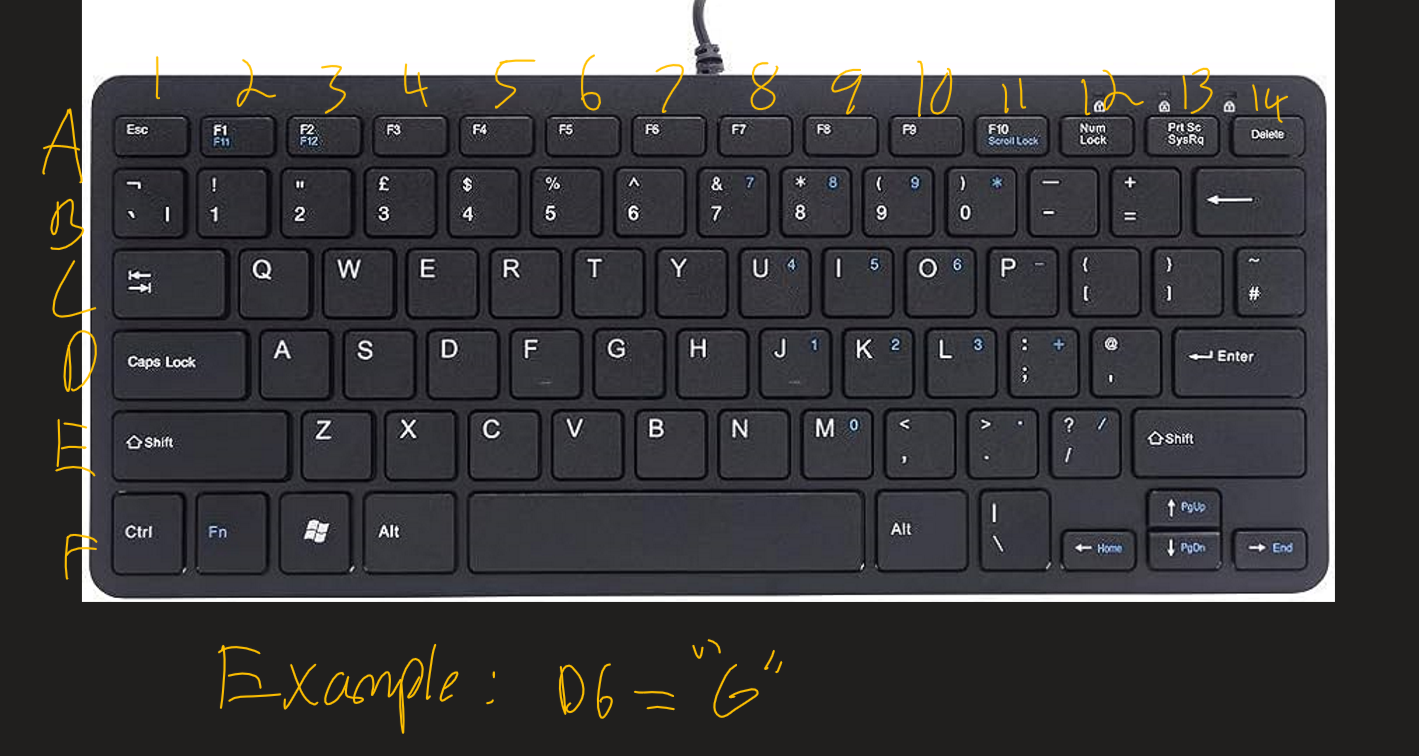 1 2 3 4 5 6 7 8 9 10 11 12 13 14
A Esc F1 F11 F2 F12 F3 F4 F5 F6 F7 F8 F9 F10 Scroll Lock Num Lock Prt Sc SysRq Delete
¬ ! " £ $ % ^ & 7 * 8 ( 9 ) * — +
B ` | 1 2 3 4 5 6 7 8 9 0 - = ←
C Q W E R T Y U 4 I 5 O 6 P - { [ } ] ~ #
D Caps Lock A S D F G H J 1 K 2 L 3 : ; + @ ' Enter
E Shift Z X C V B N M 0 < , > . . ? / / Shift
F Ctrl Fn Alt Alt | \ ← Home ↑ PgUp ↓ PgDn → End
Example: D6 = "G"